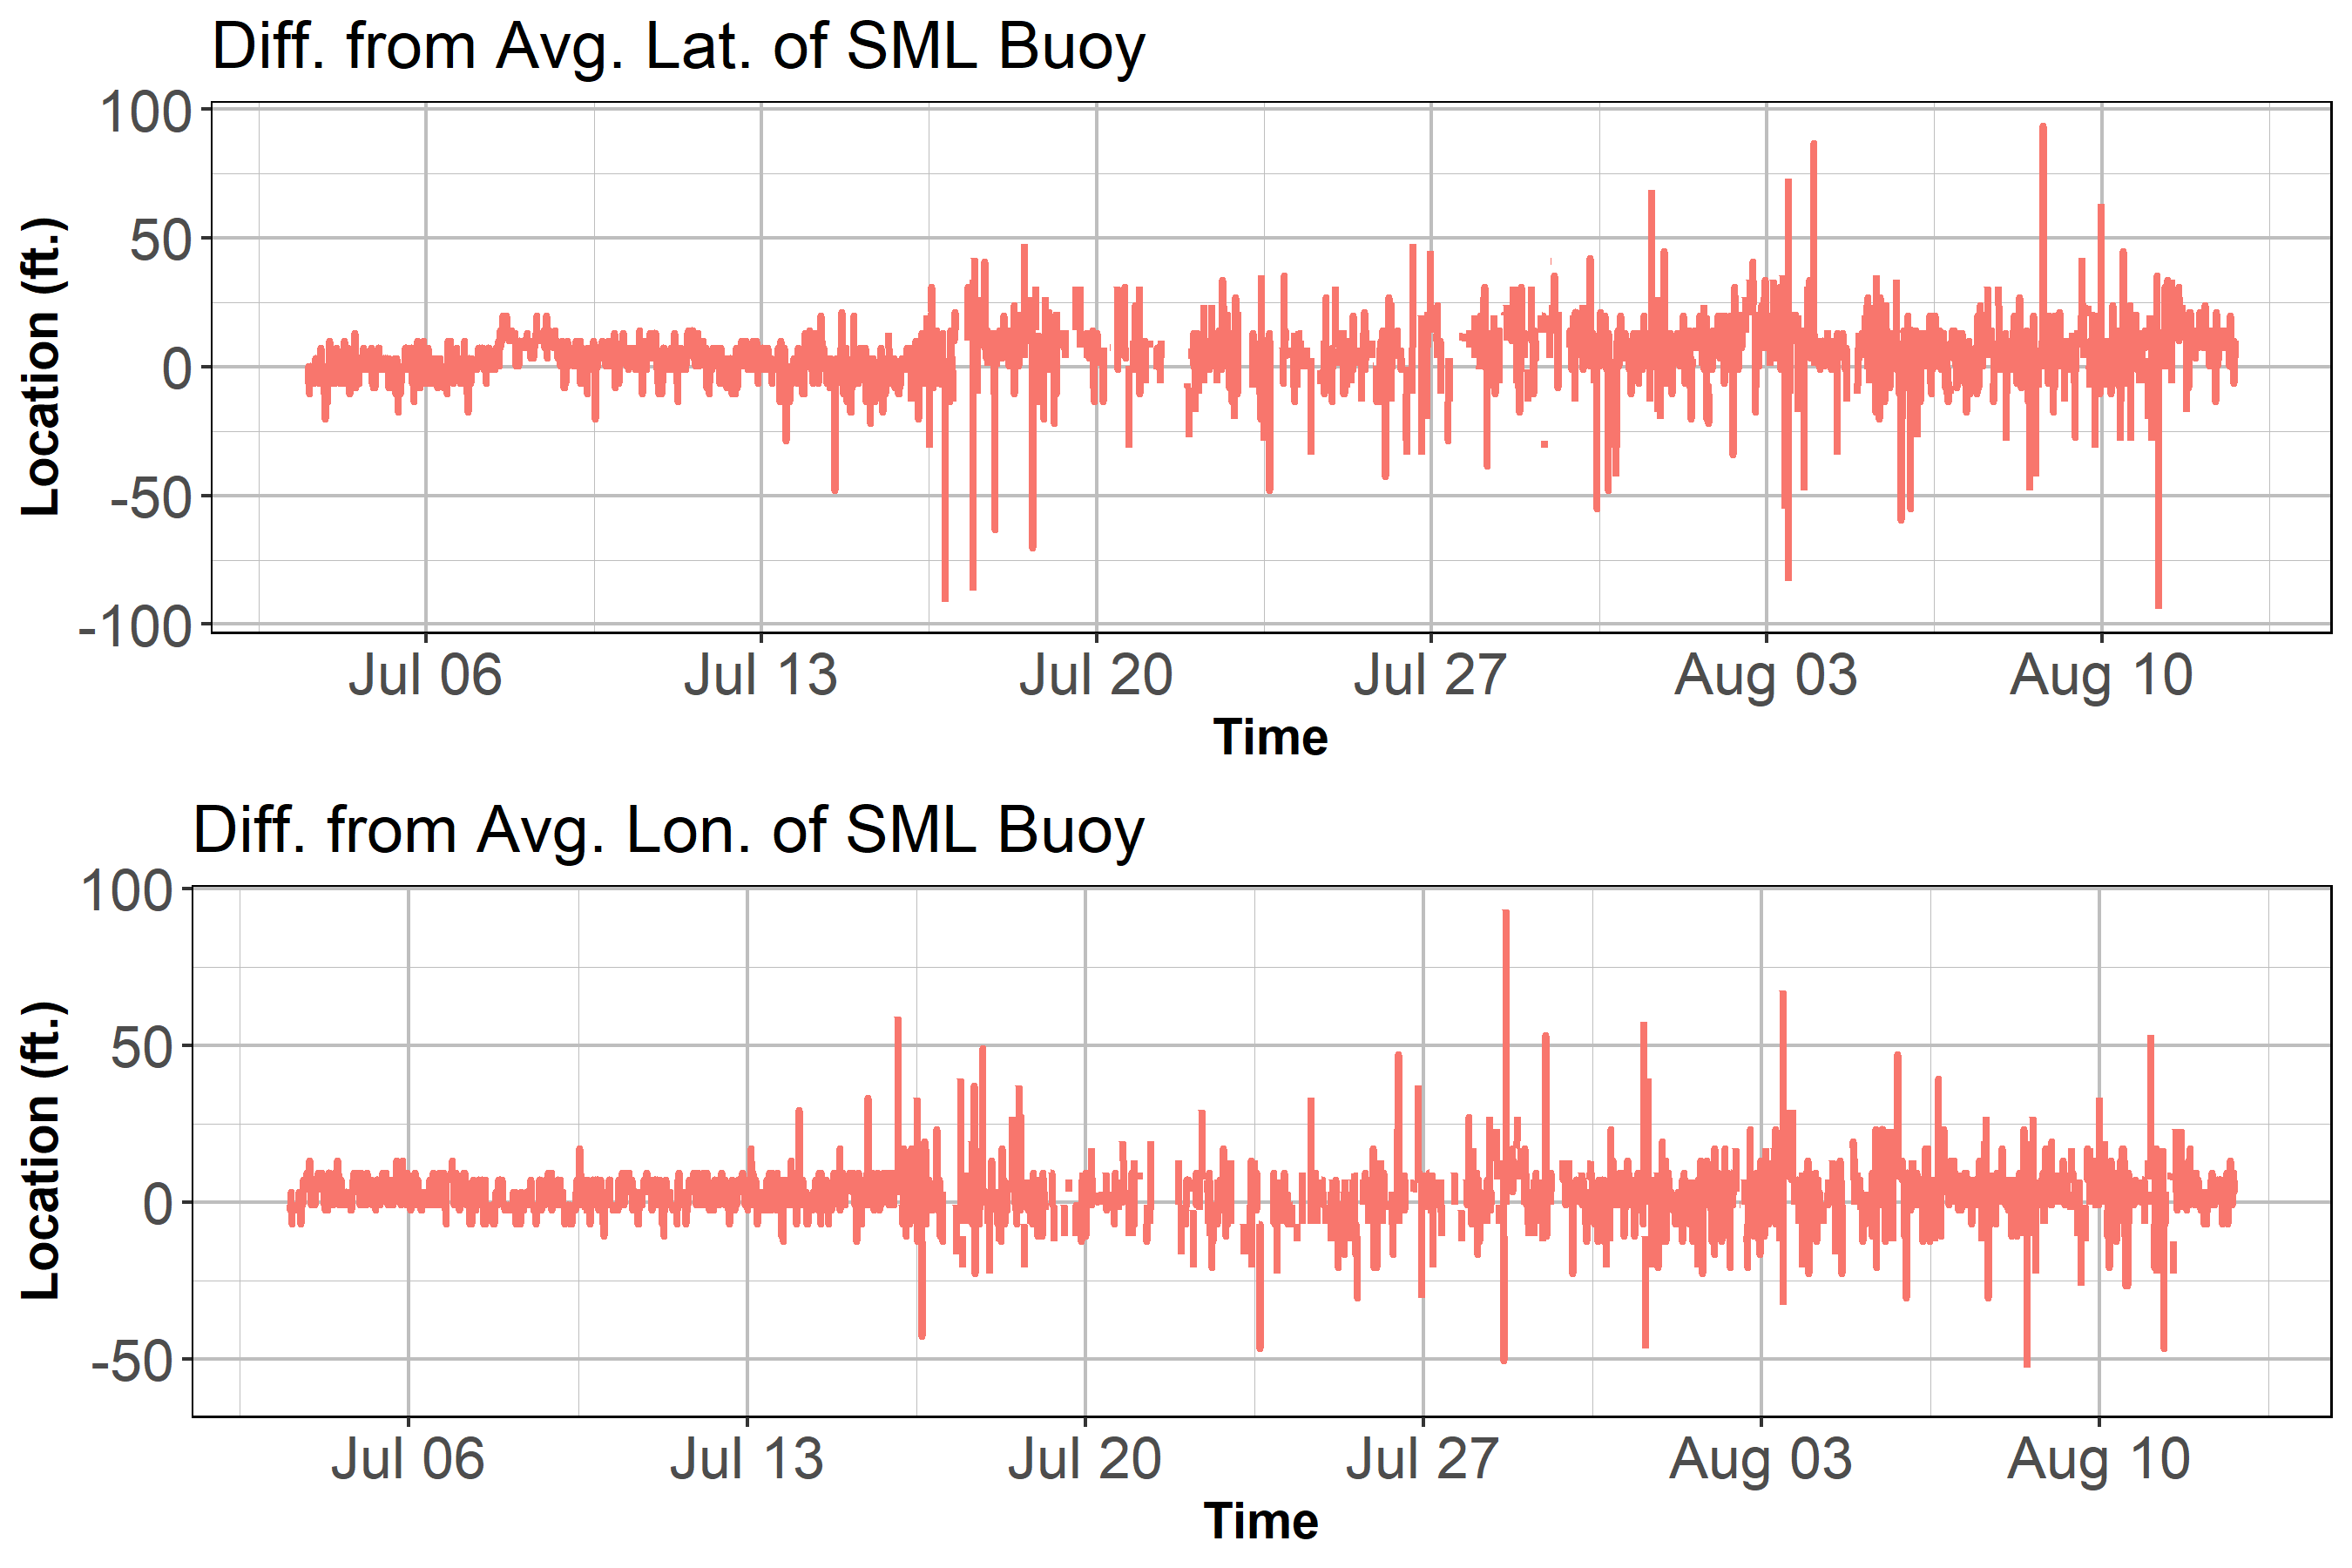 Diff. from Avg. Lat. of SML Buoy
Location (ft.)
100
50
0
-50
-100
Jul 06 Jul 13 Jul 20 Jul 27 Aug 03 Aug 10
Time
Diff. from Avg. Lon. of SML Buoy
Location (ft.)
100
50
0
-50
Jul 06 Jul 13 Jul 20 Jul 27 Aug 03 Aug 10
Time